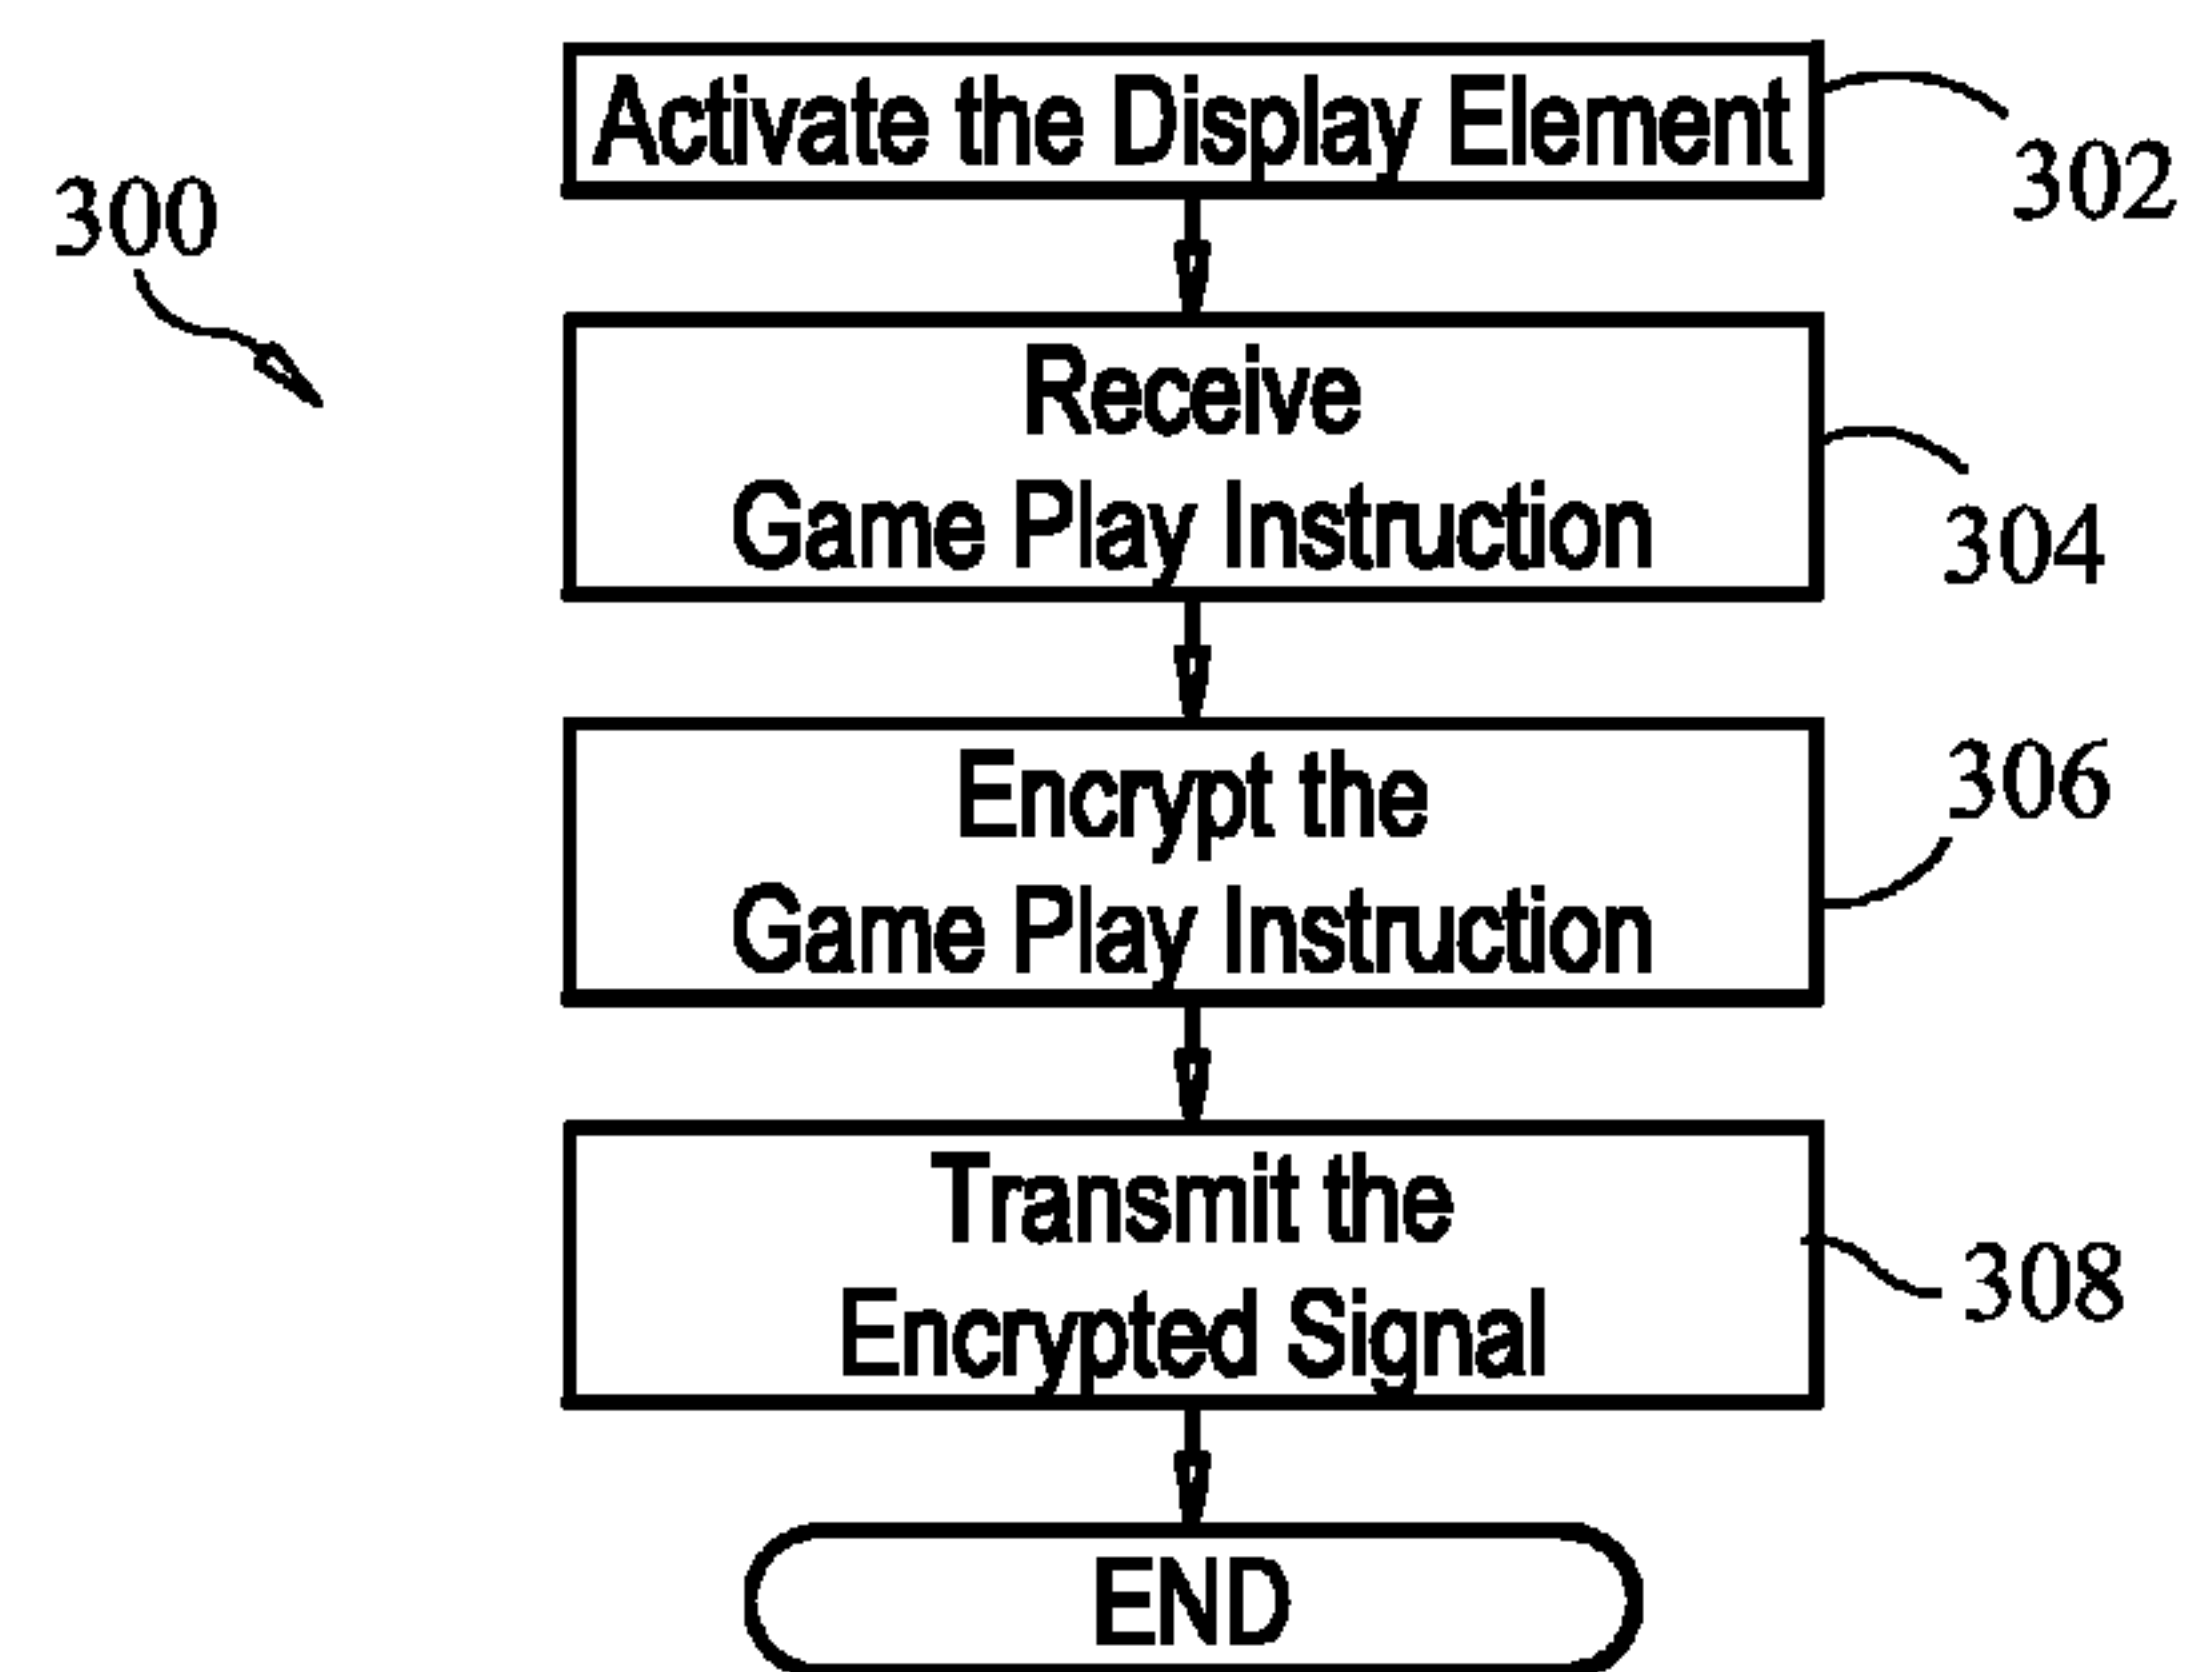 Activate the Display Element
302
300
Receive
Game Play Instruction
304
Encrypt the
Game Play Instruction
306
Transmit the
Encrypted Signal
308
END